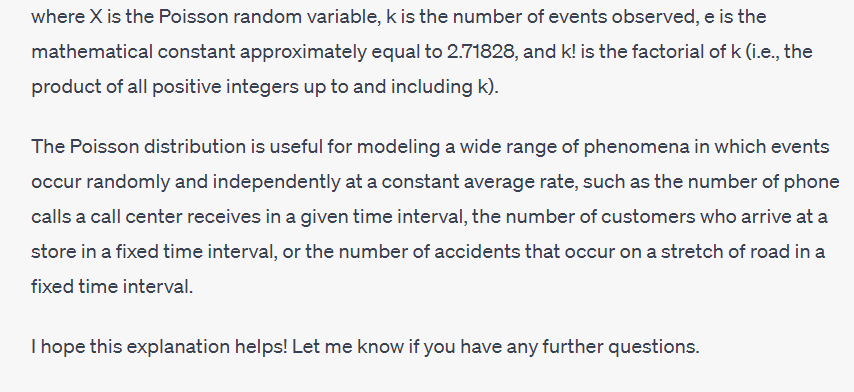 where X is the Poisson random variable, k is the number of events observed, e is the
mathematical constant approximately equal to 2.71828, and k! is the factorial of k (i.e., the
product of all positive integers up to and including k).
The Poisson distribution is useful for modeling a wide range of phenomena in which events
occur randomly and independently at a constant average rate, such as the number of phone
calls a call center receives in a given time interval, the number of customers who arrive at a
store in a fixed time interval, or the number of accidents that occur on a stretch of road in a
fixed time interval.
I hope this explanation helps! Let me know if you have any further questions.